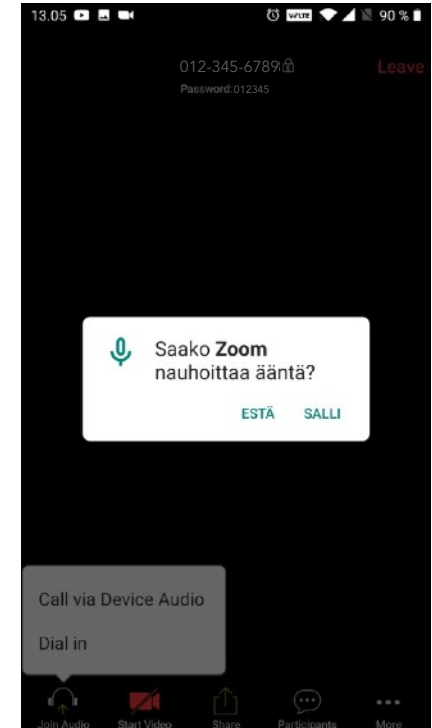 13.05
VoLTE
90 %
012-345-6789
Leave
Password:012345
Saako Zoom
nauhoittaa ääntä?
ESTÄ SALLI
Call via Device Audio
Dial in
Join Audio Start Video Share Participants More